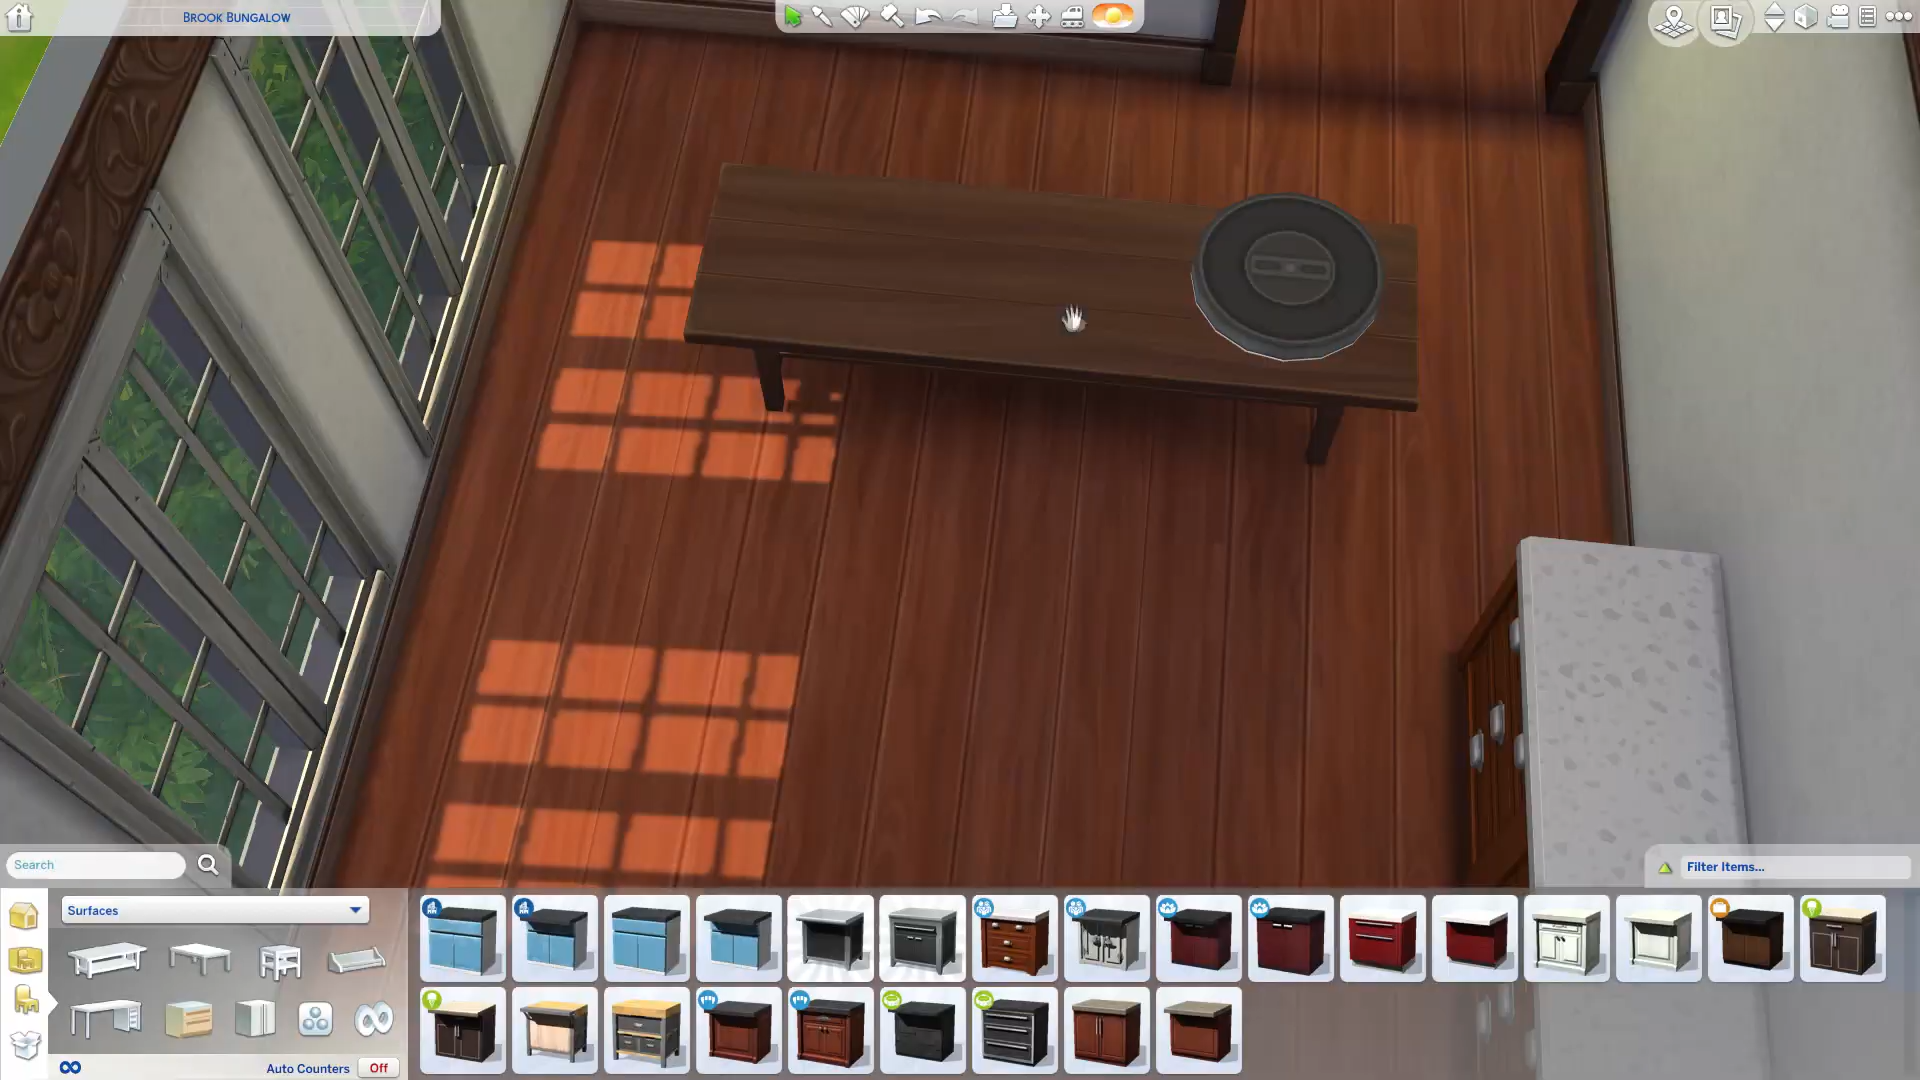 BROOK BUNGALOW
Search
Filter Items...
Surfaces
Auto Counters Off